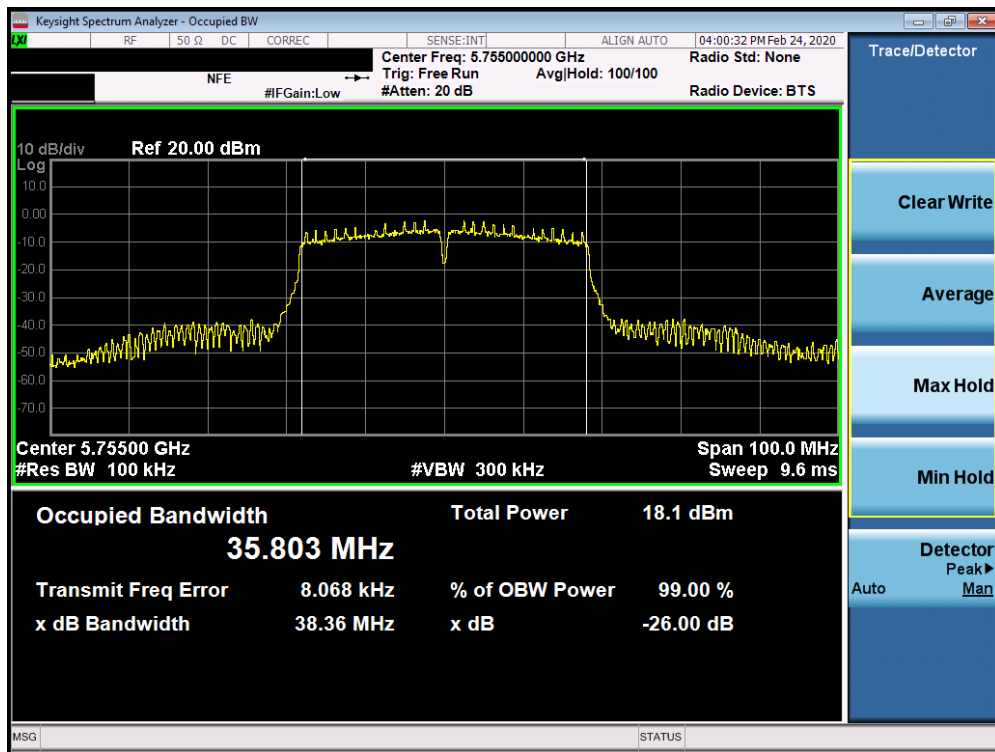 Keysight Spectrum Analyzer - Occupied BW
LXI RF 50 Ω DC CORREC SENSE:INT ALIGN AUTO 04:00:32 PM Feb 24, 2020
Center Freq: 5.755000000 GHz Radio Std: None
NFE Trig: Free Run Avg|Hold: 100/100
#IFGain:Low #Atten: 20 dB Radio Device: BTS
Trace/Detector
10 dB/div Ref 20.00 dBm
Log
10.0
0.00
-10.0
-20.0
-30.0
-40.0
-50.0
-60.0
-70.0
Center 5.75500 GHz Span 100.0 MHz
#Res BW 100 kHz #VBW 300 kHz Sweep 9.6 ms
Occupied Bandwidth Total Power 18.1 dBm
35.803 MHz
Transmit Freq Error 8.068 kHz % of OBW Power 99.00 %
x dB Bandwidth 38.36 MHz x dB -26.00 dB
Clear Write
Average
Max Hold
Min Hold
Detector
Peak▶
Auto Man
MSG STATUS